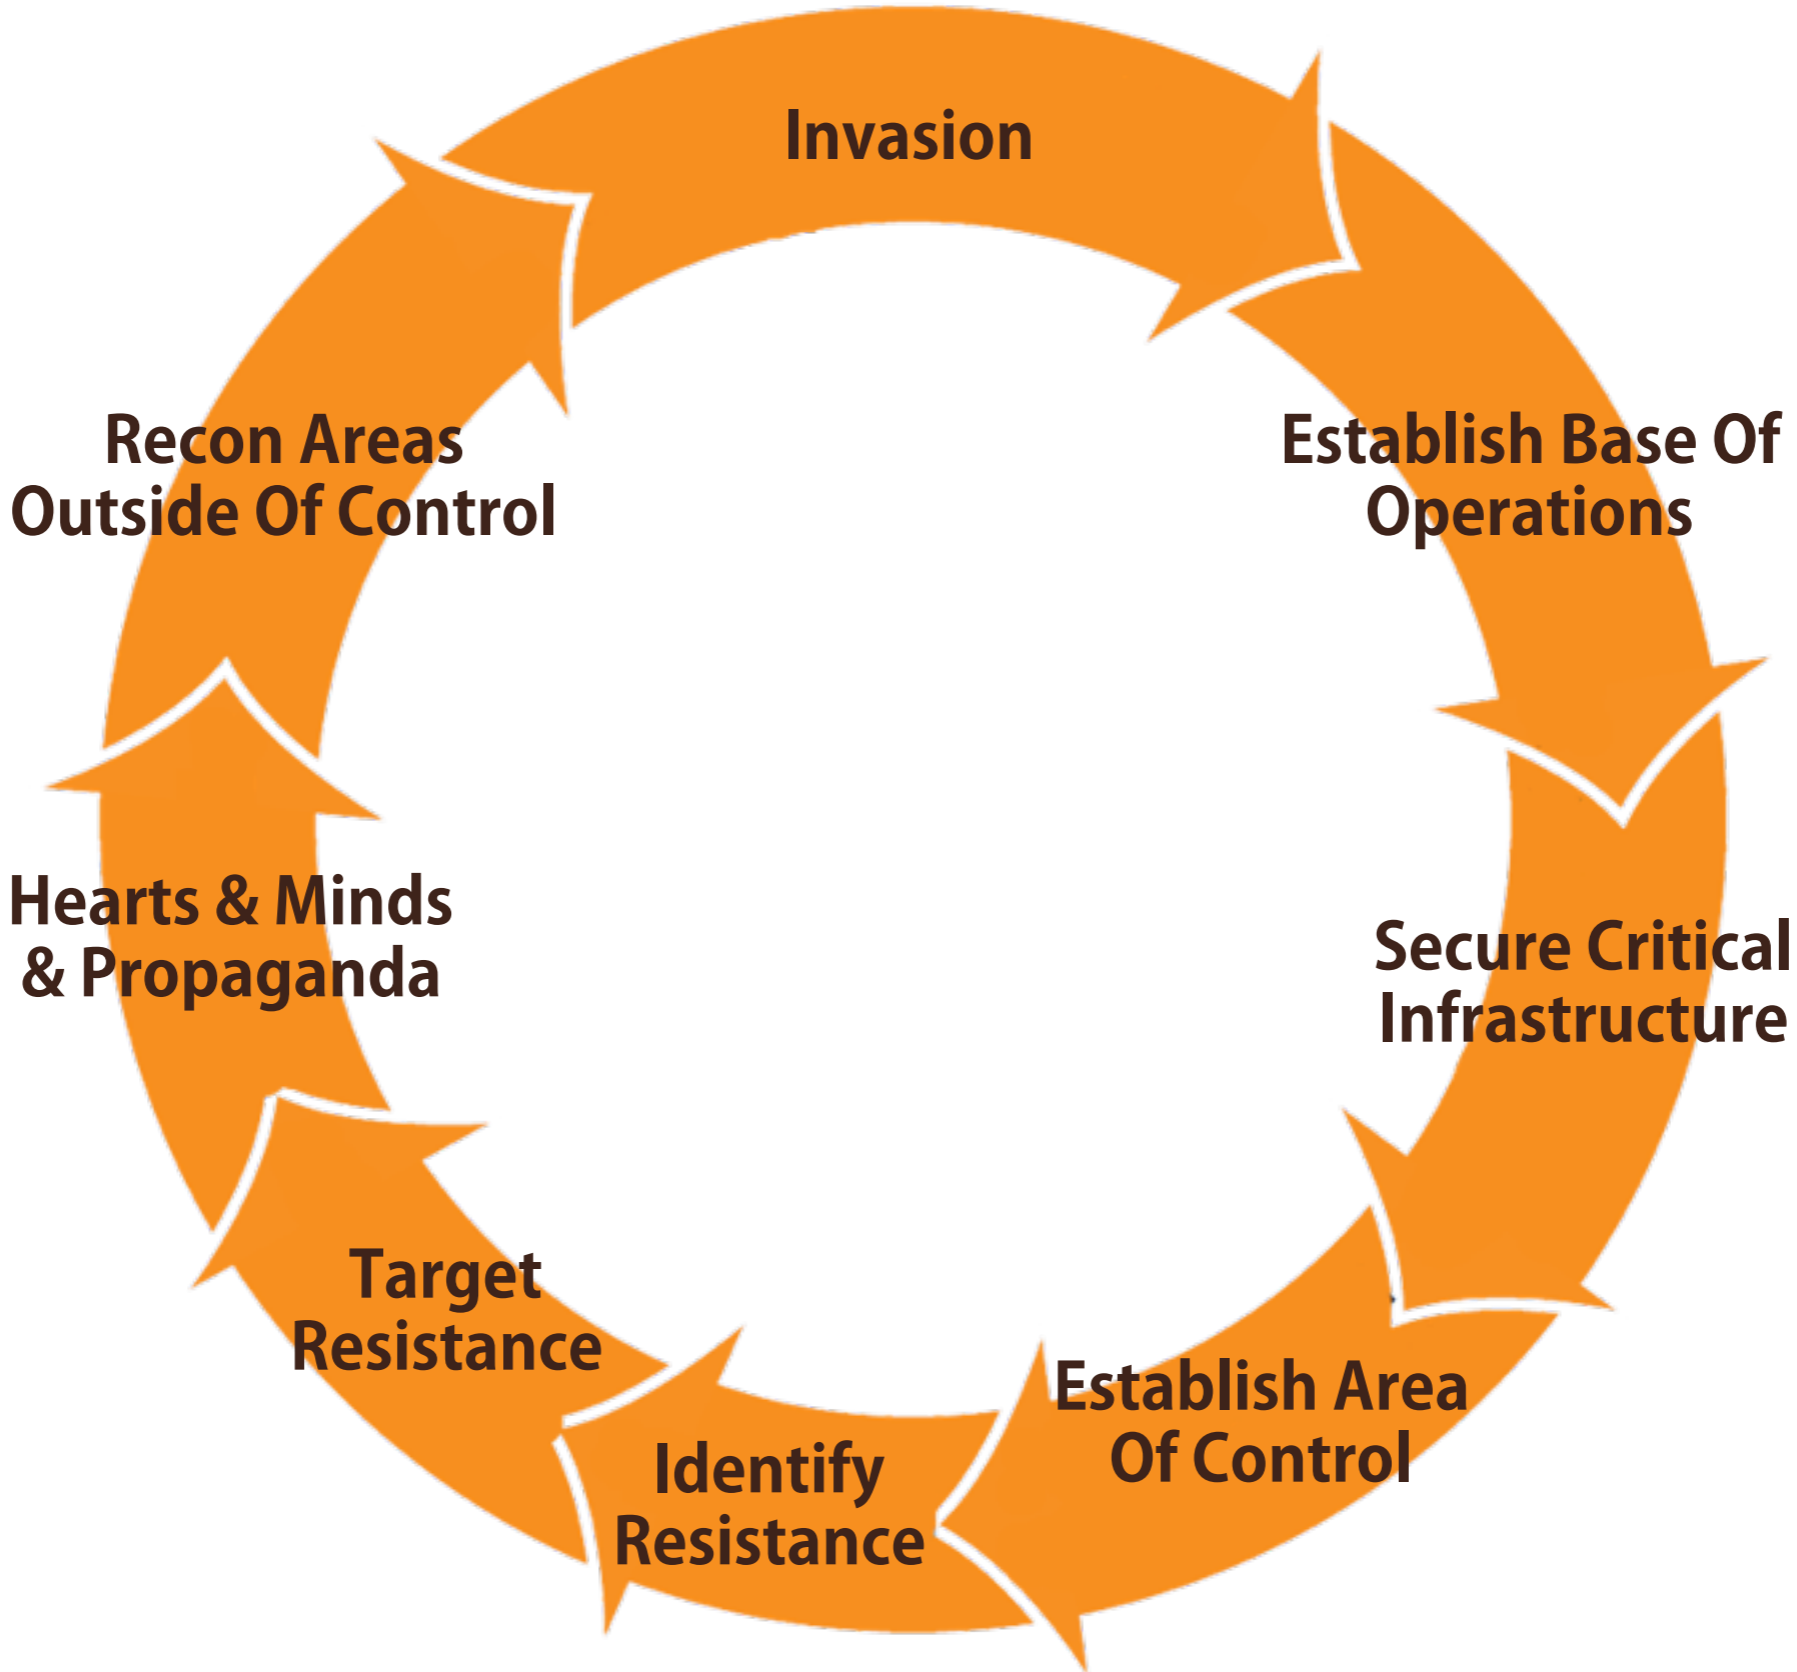 Invasion
Establish Base Of
Operations
Secure Critical
Infrastructure
Establish Area
Of Control
Identify
Resistance
Target
Resistance
Hearts & Minds
& Propaganda
Recon Areas
Outside Of Control